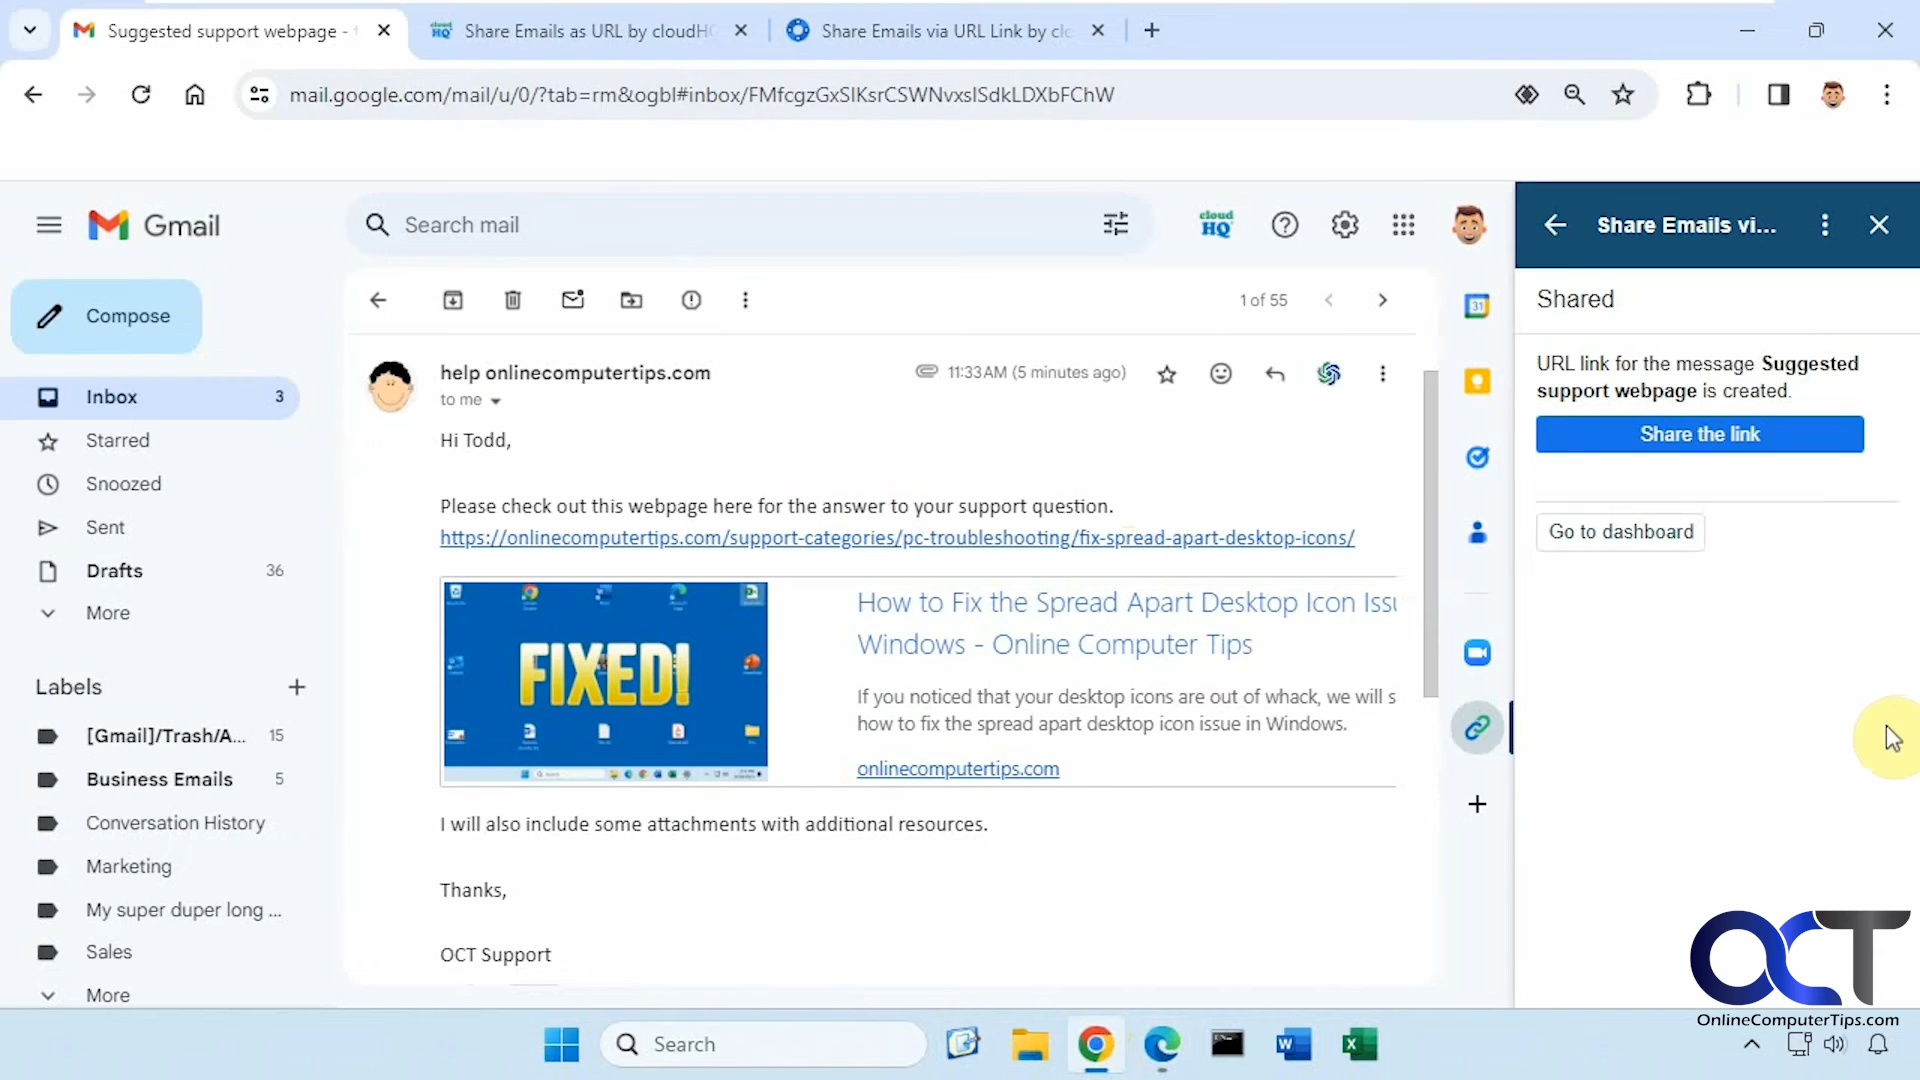 Suggested support webpage -
cloud HQ Share Emails as URL by cloudH
Share Emails via URL Link by clo
mail.google.com/mail/u/0/?tab=rm&ogbl#inbox/FMfcgzGxSlKsrCSWNvxslSdkLDXbFChW
Gmail
Search mail
cloud
HQ
Compose
Inbox 3
Starred
Snoozed
Sent
Drafts 36
More
Labels
[Gmail]/Trash/A... 15
Business Emails 5
Conversation History
Marketing
My super duper long ...
Sales
More
1 of 55
help onlinecomputertips.com
11:33 AM (5 minutes ago)
to me
Hi Todd,
Please check out this webpage here for the answer to your support question.
https://onlinecomputertips.com/support-categories/pc-troubleshooting/fix-spread-apart-desktop-icons/
FIXED!
How to Fix the Spread Apart Desktop Icon Issu
Windows - Online Computer Tips
If you noticed that your desktop icons are out of whack, we will s
how to fix the spread apart desktop icon issue in Windows.
onlinecomputertips.com
I will also include some attachments with additional resources.
Thanks,
OCT Support
31
Share Emails vi...
Shared
URL link for the message Suggested
support webpage is created.
Share the link
Go to dashboard
OCT
OnlineComputerTips.com
Search